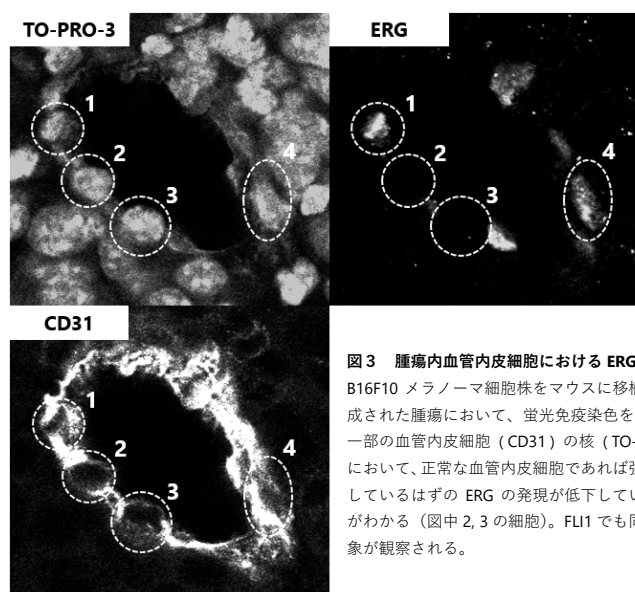 TO-PRO-3
1
2
3
4
ERG
1
2
3
4
CD31
1
2
3
4
図３ 腫瘍内血管内皮細胞における ERG
B16F10 メラノーマ細胞株をマウスに移植
成された腫瘍において、蛍光免疫染色を
一部の血管内皮細胞（CD31）の核（TO-
において、正常な血管内皮細胞であれば強
しているはずの ERG の発現が低下してい
がわかる（図中 2, 3 の細胞）。FLI1 でも同
象が観察される。